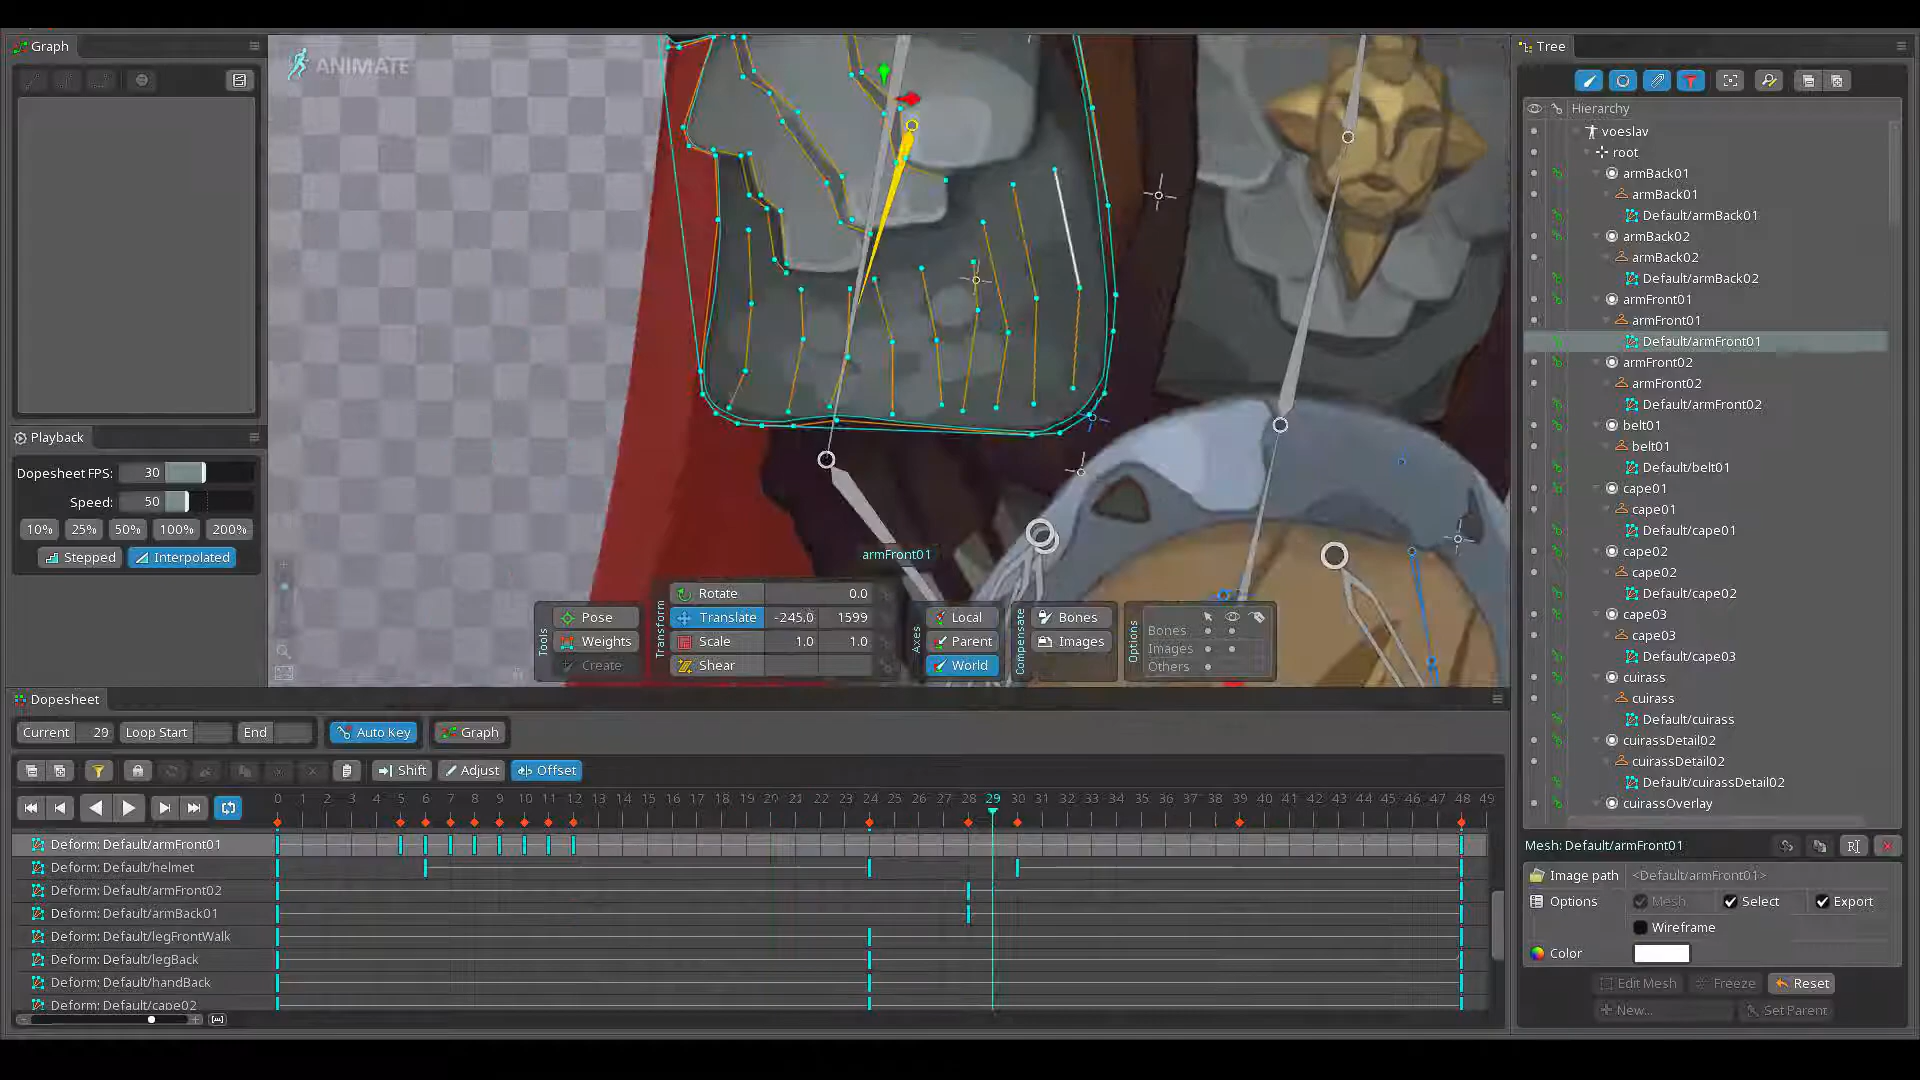 Graph
ANIMATE
Playback
Dopesheet FPS: 30
Speed: 50
10% 25% 50% 100% 200%
Stepped Interpolated
armFront01
Tools
Pose
Weights
Create
Transform
Rotate 0.0
Translate -245.0 1599
Scale 1.0 1.0
Shear
Axes
Local
Parent
World
Compensate
Bones
Images
Options
Bones
Images
Others
Tree
Hierarchy
voeslav
root
armBack01
armBack01
Default/armBack01
armBack02
armBack02
Default/armBack02
armFront01
armFront01
Default/armFront01
armFront02
armFront02
Default/armFront02
belt01
belt01
Default/belt01
cape01
cape01
Default/cape01
cape02
cape02
Default/cape02
cape03
cape03
Default/cape03
cuirass
cuirass
Default/cuirass
cuirassDetail02
cuirassDetail02
Default/cuirassDetail02
cuirassOverlay
Mesh: Default/armFront01
Image path <Default/armFront01>
Options Mesh Select Export
Wireframe
Color
Edit Mesh Freeze Reset
New... Set Parent
Dopesheet
Current 29 Loop Start End Auto Key Graph
Shift Adjust Offset
0 1 2 3 4 5 6 7 8 9 10 11 12 13 14 15 16 17 18 19 20 21 22 23 24 25 26 27 28 29 30 31 32 33 34 35 36 37 38 39 40 41 42 43 44 45 46 47 48 49
Deform: Default/armFront01
Deform: Default/helmet
Deform: Default/armFront02
Deform: Default/armBack01
Deform: Default/legFrontWalk
Deform: Default/legBack
Deform: Default/handBack
Deform: Default/cape02